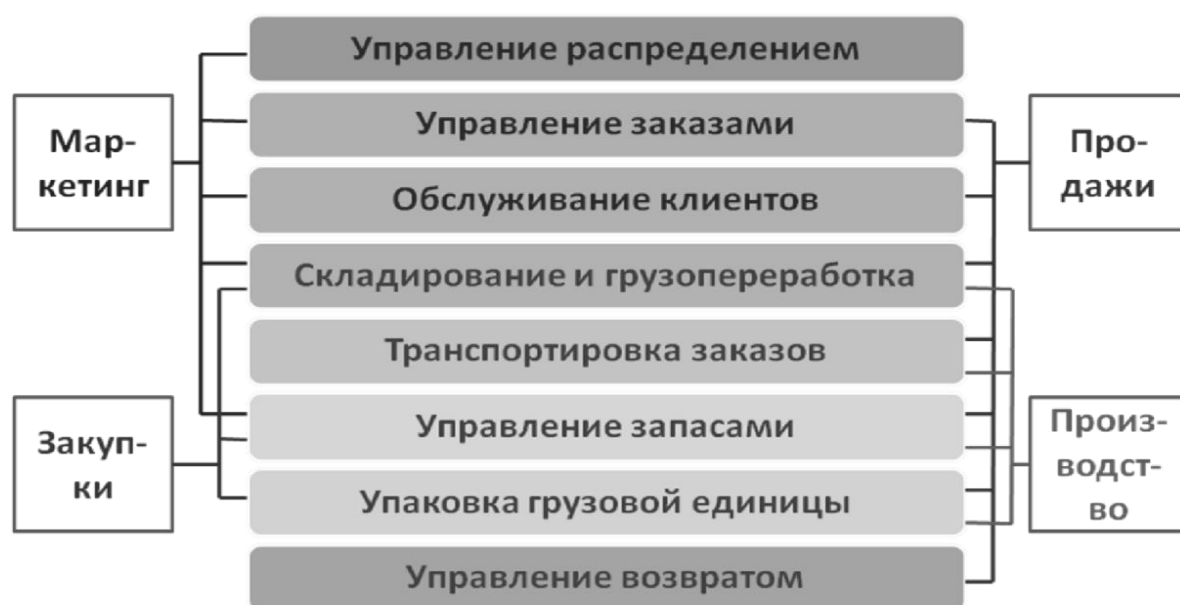 Управление распределением
Мар-
кетинг
Управление заказами
Про-
дажи
Обслуживание клиентов
Складирование и грузопереработка
Транспортировка заказов
Закуп-
ки
Управление запасами
Произ-
водст-
во
Упаковка грузовой единицы
Управление возвратом